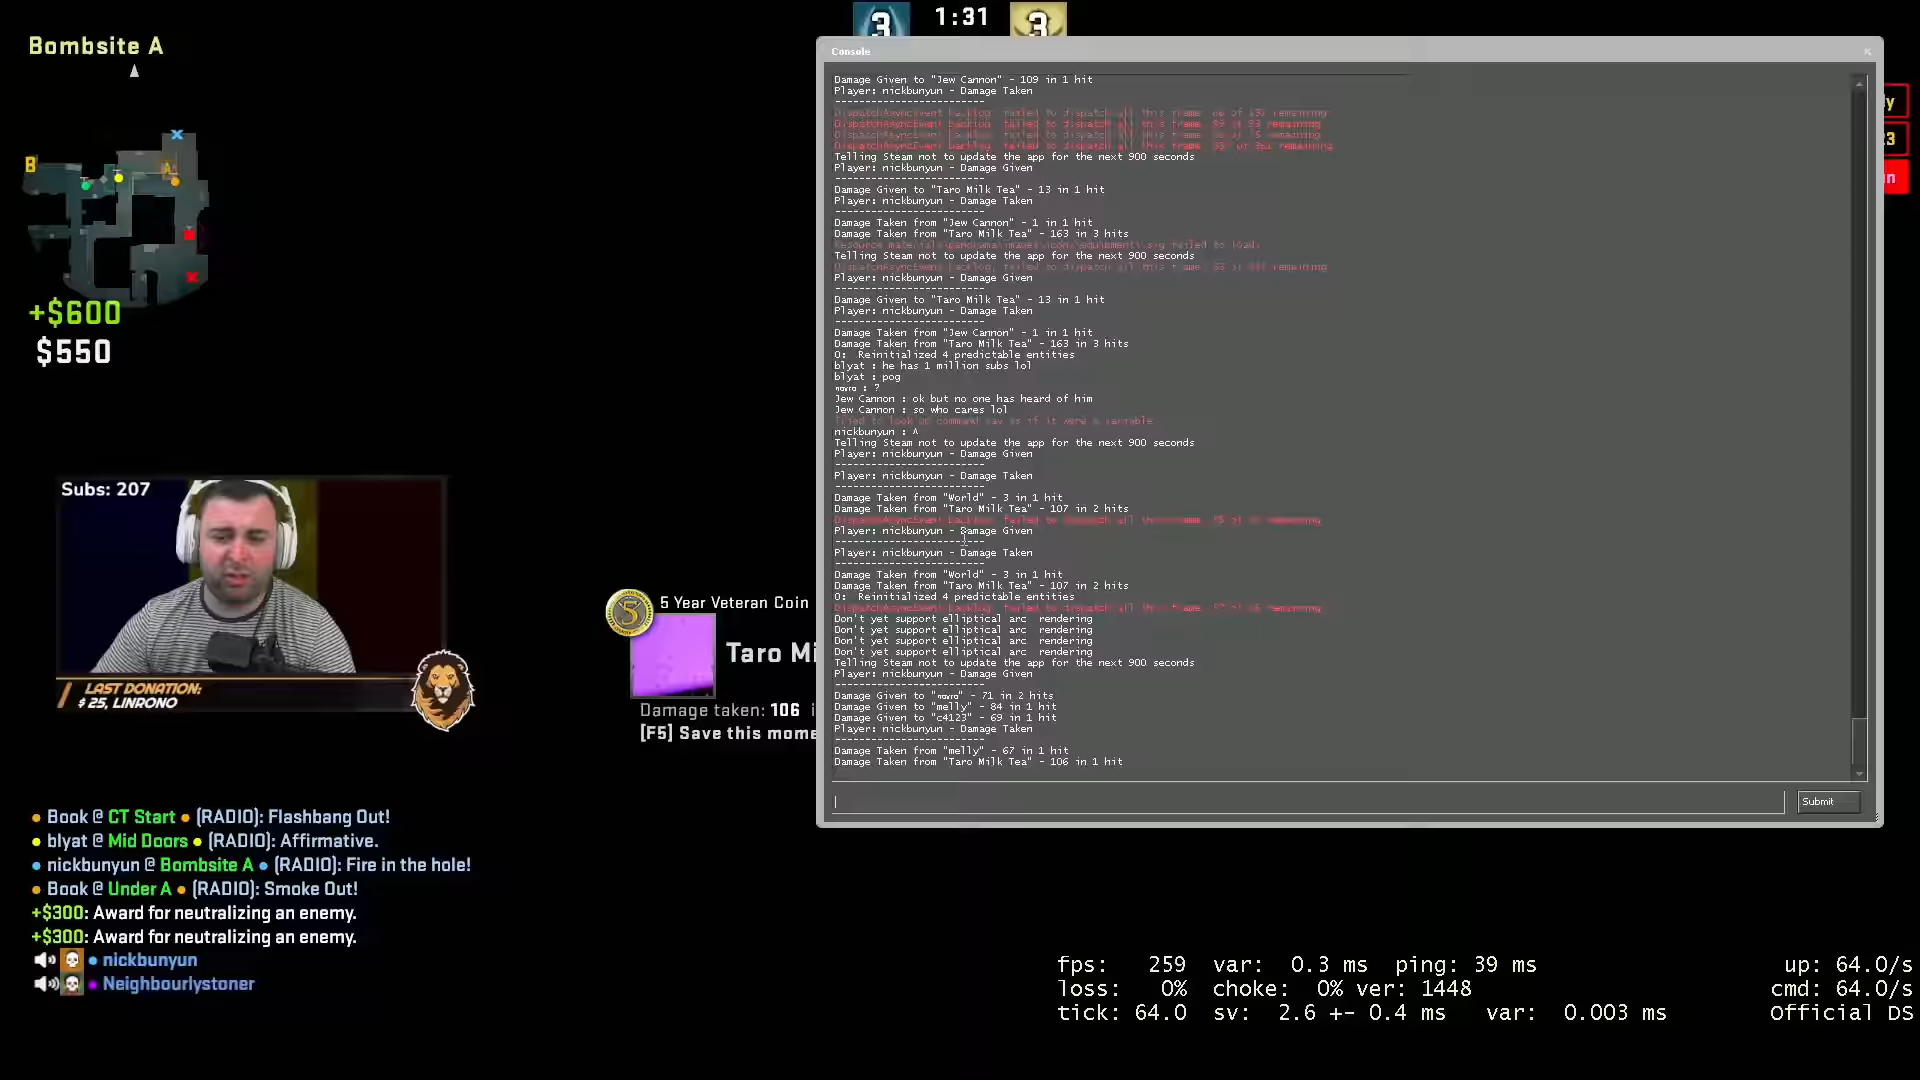 3
1:31
3
Bombsite A
B
A
+$600
$550
Console
Damage Given to "Jew Cannon" - 109 in 1 hit
Player: nickbunyun - Damage Taken
-------------------------
Telling Steam not to update the app for the next 900 seconds
Player: nickbunyun - Damage Given
-------------------------
Damage Given to "Taro Milk Tea" - 13 in 1 hit
Player: nickbunyun - Damage Taken
-------------------------
Damage Taken from "Jew Cannon" - 1 in 1 hit
Damage Taken from "Taro Milk Tea" - 163 in 3 hits
Telling Steam not to update the app for the next 900 seconds
Player: nickbunyun - Damage Given
-------------------------
Damage Given to "Taro Milk Tea" - 13 in 1 hit
Player: nickbunyun - Damage Taken
-------------------------
Damage Taken from "Jew Cannon" - 1 in 1 hit
Damage Taken from "Taro Milk Tea" - 163 in 3 hits
0: Reinitialized 4 predictable entities
blyat : he has 1 million subs lol
blyat : pog
: ?
Jew Cannon : ok but no one has heard of him
Jew Cannon : so who cares lol
Tried to look up command say as if it were a variable
nickbunyun : ^
Telling Steam not to update the app for the next 900 seconds
Player: nickbunyun - Damage Given
-------------------------
Player: nickbunyun - Damage Taken
-------------------------
Damage Taken from "World" - 3 in 1 hit
Damage Taken from "Taro Milk Tea" - 107 in 2 hits
Player: nickbunyun - Damage Given
-------------------------
Player: nickbunyun - Damage Taken
-------------------------
Damage Taken from "World" - 3 in 1 hit
Damage Taken from "Taro Milk Tea" - 107 in 2 hits
0: Reinitialized 4 predictable entities
Don't yet support elliptical arc rendering
Don't yet support elliptical arc rendering
Don't yet support elliptical arc rendering
Don't yet support elliptical arc rendering
Telling Steam not to update the app for the next 900 seconds
Player: nickbunyun - Damage Given
-------------------------
Damage Given to - 71 in 2 hits
Damage Given to "melly" - 84 in 1 hit
Damage Given to "c4123" - 69 in 1 hit
Player: nickbunyun - Damage Taken
-------------------------
Damage Taken from "melly" - 67 in 1 hit
Damage Taken from "Taro Milk Tea" - 106 in 1 hit
Submit
Subs: 207
LAST DONATION:
$ 25, LINRONO
5 Year Veteran Coin
5
Taro Mi
Damage taken: 106 i
[F5] Save this mome
Book @ CT Start (RADIO): Flashbang Out!
blyat @ Mid Doors (RADIO): Affirmative.
nickbunyun @ Bombsite A (RADIO): Fire in the hole!
Book @ Under A (RADIO): Smoke Out!
+$300: Award for neutralizing an enemy.
+$300: Award for neutralizing an enemy.
nickbunyun
Neighbourlystoner
fps: 259 var: 0.3 ms ping: 39 ms
loss: 0% choke: 0% ver: 1448
tick: 64.0 sv: 2.6 +- 0.4 ms var: 0.003 ms
up: 64.0/s
cmd: 64.0/s
Official DS